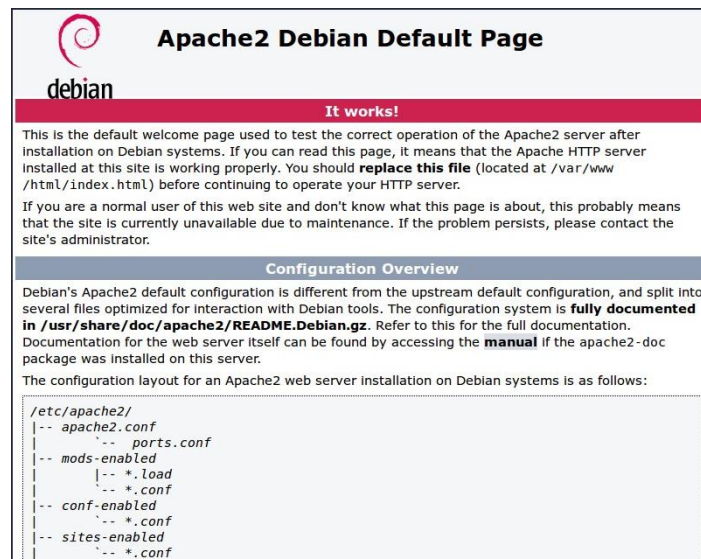 debian
Apache2 Debian Default Page
It works!
This is the default welcome page used to test the correct operation of the Apache2 server after
installation on Debian systems. If you can read this page, it means that the Apache HTTP server
installed at this site is working properly. You should replace this file (located at /var/www
/html/index.html) before continuing to operate your HTTP server.
If you are a normal user of this web site and don't know what this page is about, this probably means
that the site is currently unavailable due to maintenance. If the problem persists, please contact the
site's administrator.
Configuration Overview
Debian's Apache2 default configuration is different from the upstream default configuration, and split into
several files optimized for interaction with Debian tools. The configuration system is fully documented
in /usr/share/doc/apache2/README.Debian.gz. Refer to this for the full documentation.
Documentation for the web server itself can be found by accessing the manual if the apache2-doc
package was installed on this server.
The configuration layout for an Apache2 web server installation on Debian systems is as follows:
/etc/apache2/
|-- apache2.conf
|       `--  ports.conf
|-- mods-enabled
|       |-- *.load
|       `-- *.conf
|-- conf-enabled
|       `-- *.conf
|-- sites-enabled
|       `-- *.conf